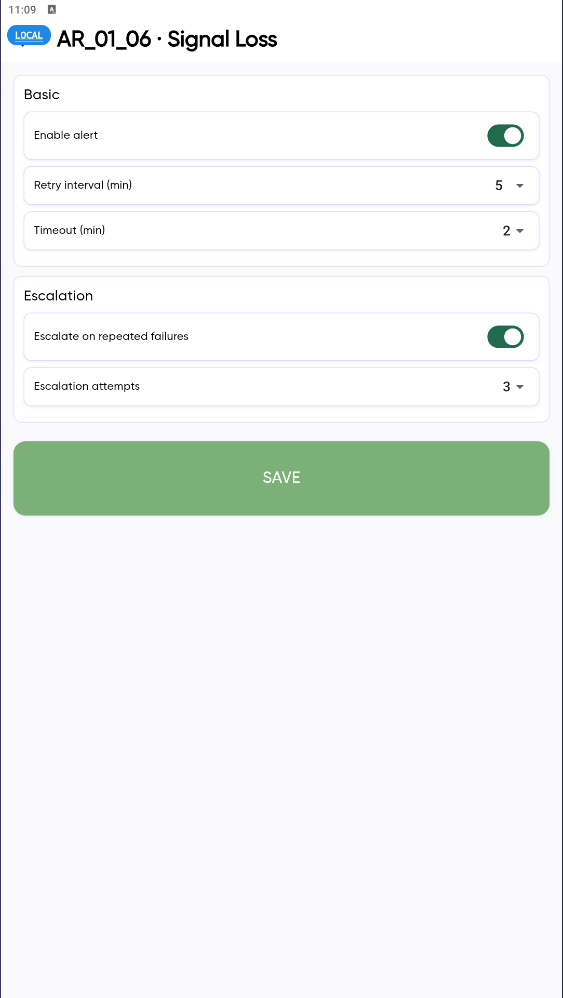 11:09
LOCAL
AR_01_06 · Signal Loss
Basic
Enable alert
Retry interval (min) 5
Timeout (min) 2
Escalation
Escalate on repeated failures
Escalation attempts 3
SAVE